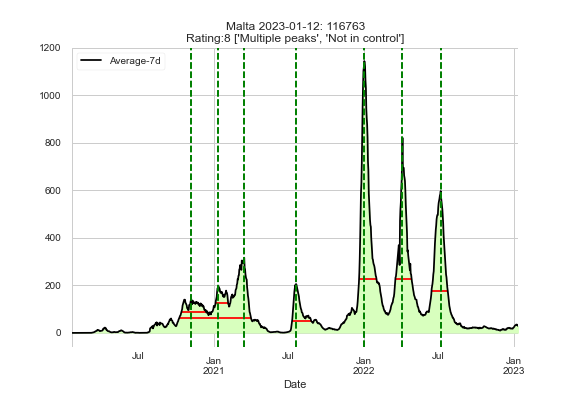 Malta 2023-01-12: 116763
Rating:8 ['Multiple peaks', 'Not in control']
1200
Average-7d
1000
800
600
400
200
0
Jul
Jan
2021
Jul
Jan
2022
Jul
Jan
2023
Date